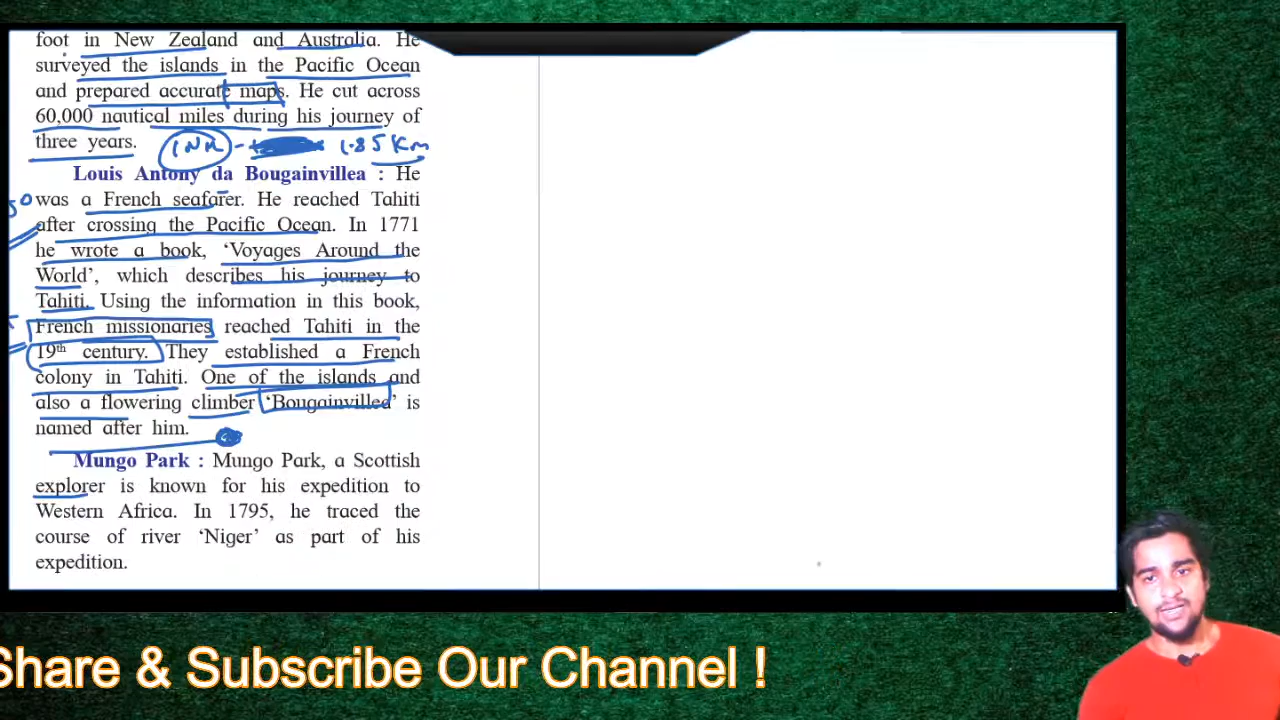 foot in New Zealand and Australia. He
surveyed the islands in the Pacific Ocean
and prepared accurate maps. He cut across
60,000 nautical miles during his journey of
three years. 1 NM - 1.85 Km
Louis Antony da Bougainvillea : He
was a French seafarer. He reached Tahiti
after crossing the Pacific Ocean. In 1771
he wrote a book, ‘Voyages Around the
World’, which describes his journey to
Tahiti. Using the information in this book,
French missionaries reached Tahiti in the
19th century. They established a French
colony in Tahiti. One of the islands and
also a flowering climber ‘Bougainvillea’ is
named after him.
Mungo Park : Mungo Park, a Scottish
explorer is known for his expedition to
Western Africa. In 1795, he traced the
course of river ‘Niger’ as part of his
expedition.
Share & Subscribe Our Channel !